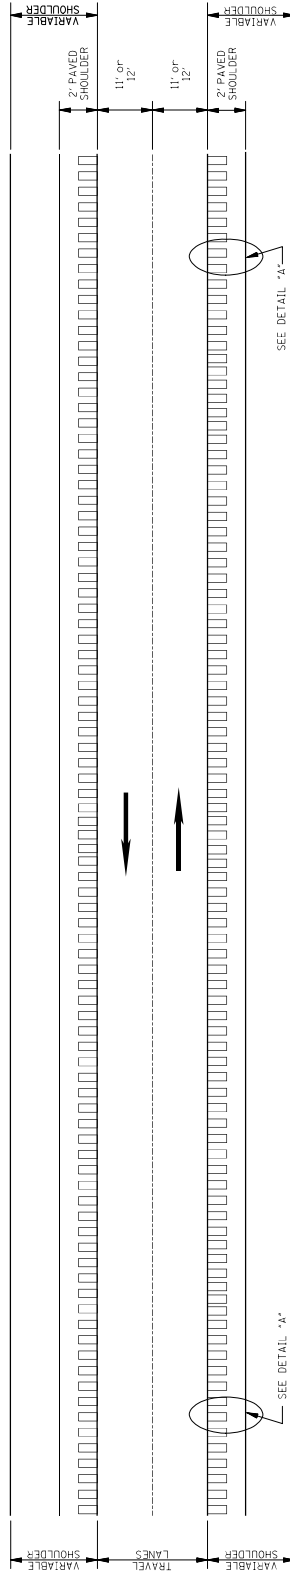 VARIABLE
SHOULDER
VARIABLE
SHOULDER
2' PAVED
SHOULDER
11' or
12'
11' or
12'
2' PAVED
SHOULDER
SEE DETAIL "A"
SEE DETAIL "A"
VARIABLE
SHOULDER
TRAVEL
LANES
VARIABLE
SHOULDER